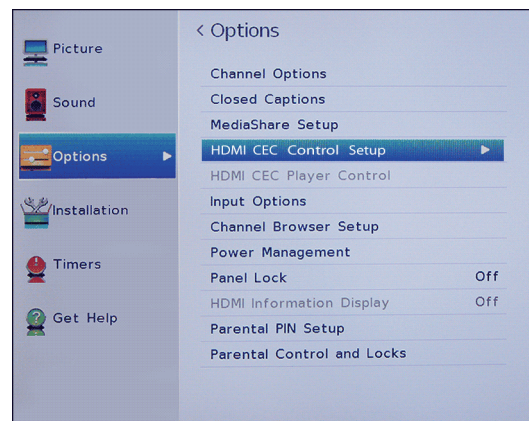 Picture
Sound
Options
Installation
Timers
Get Help
Options
Channel Options
Closed Captions
MediaShare Setup
HDMI CEC Control Setup
HDMI CEC Player Control
Input Options
Channel Browser Setup
Power Management
Panel Lock Off
HDMI Information Display Off
Parental PIN Setup
Parental Control and Locks